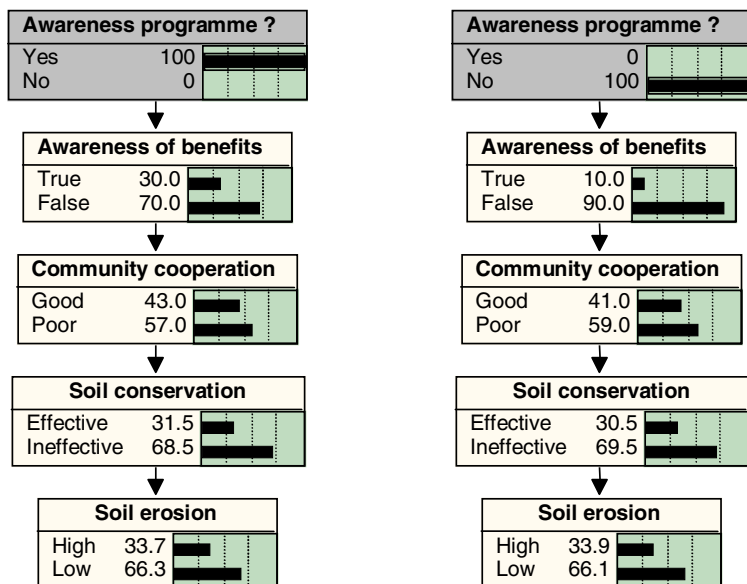 Awareness programme ?
Yes 100
No 0
Awareness of benefits
True 30.0
False 70.0
Community cooperation
Good 43.0
Poor 57.0
Soil conservation
Effective 31.5
Ineffective 68.5
Soil erosion
High 33.7
Low 66.3
Awareness programme ?
Yes 0
No 100
Awareness of benefits
True 10.0
False 90.0
Community cooperation
Good 41.0
Poor 59.0
Soil conservation
Effective 30.5
Ineffective 69.5
Soil erosion
High 33.9
Low 66.1